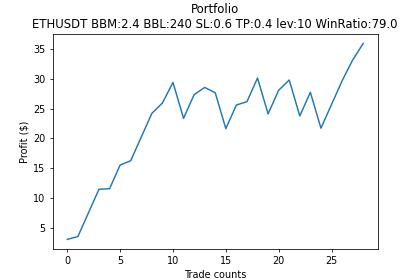 Portfolio
ETHUSDT BBM:2.4 BBL:240 SL:0.6 TP:0.4 lev:10 WinRatio:79.0
35
30
25
20
15
10
5
Profit ($)
0 5 10 15 20 25
Trade counts